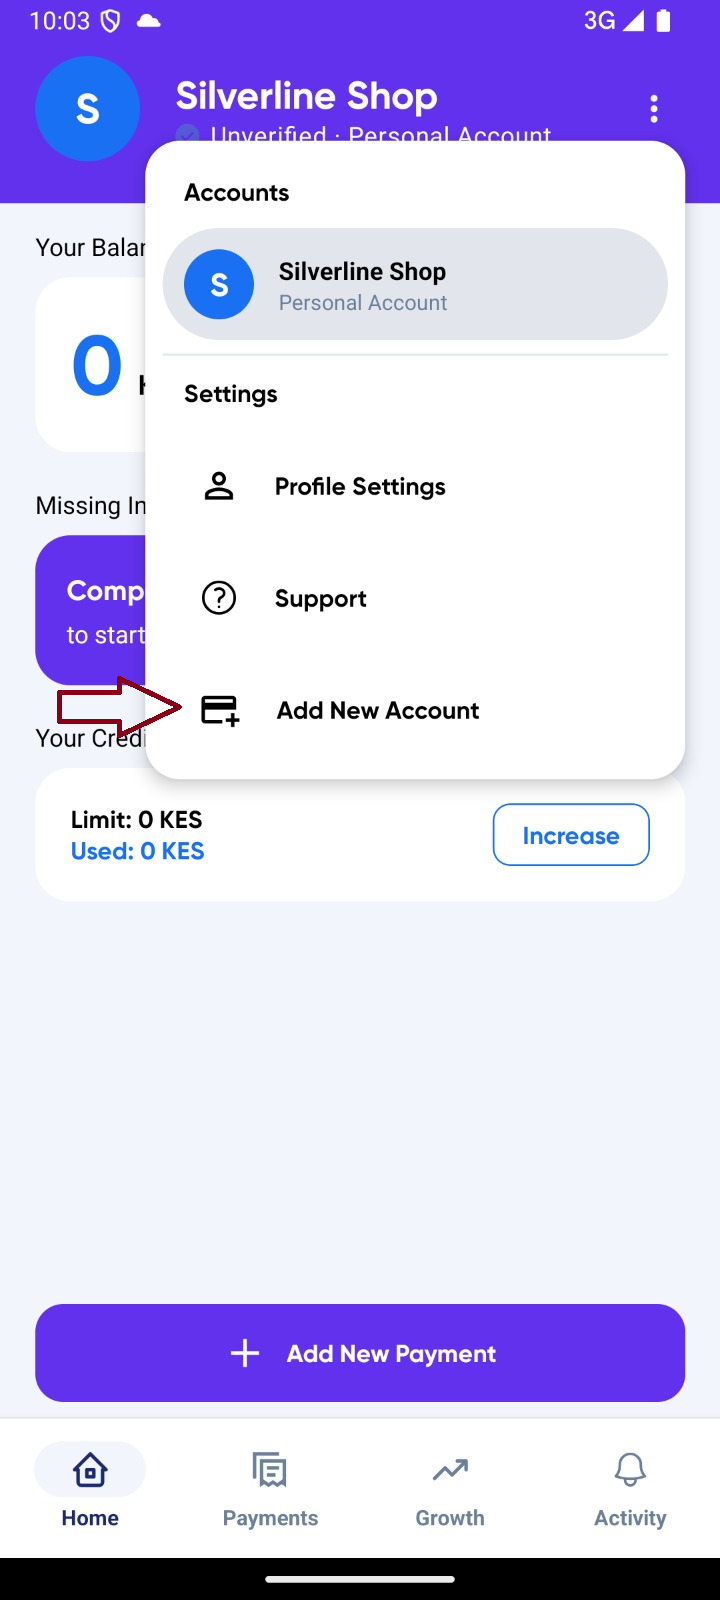 10:03
3G
S
Silverline Shop
Unverified · Personal Account
Accounts
S
Silverline Shop
Personal Account
Settings
Profile Settings
Support
Add New Account
Your Balan
0
Missing In
Comp
to start
Your Credi
Limit: 0 KES
Used: 0 KES
Increase
Add New Payment
Home
Payments
Growth
Activity